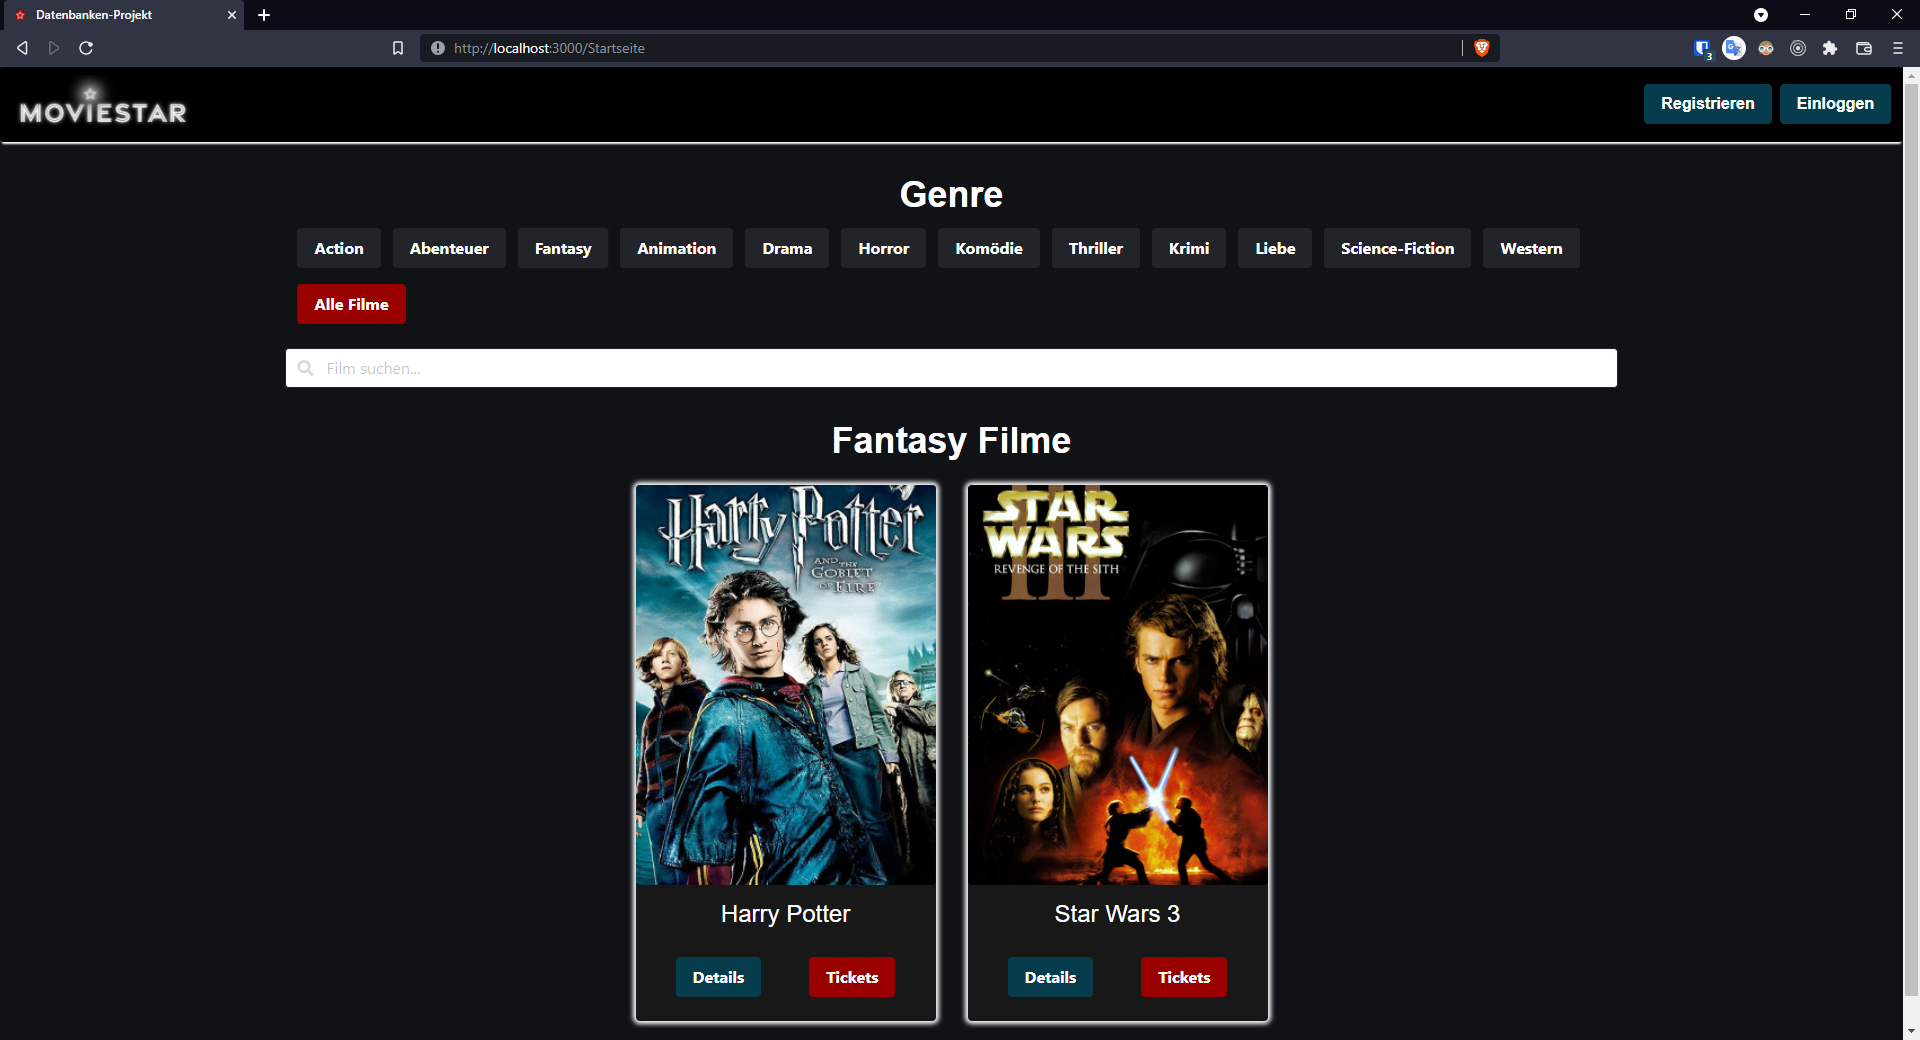 Datenbanken-Projekt
http://localhost:3000/Startseite
3
MOVIESTAR
Registrieren
Einloggen
Genre
Action
Abenteuer
Fantasy
Animation
Drama
Horror
Komödie
Thriller
Krimi
Liebe
Science-Fiction
Western
Alle Filme
Film suchen...
Fantasy Filme
Harry Potter
AND THE
GOBLET
OF FIRE
STAR
WARS
III
REVENGE OF THE SITH
Harry Potter
Star Wars 3
Details
Tickets
Details
Tickets